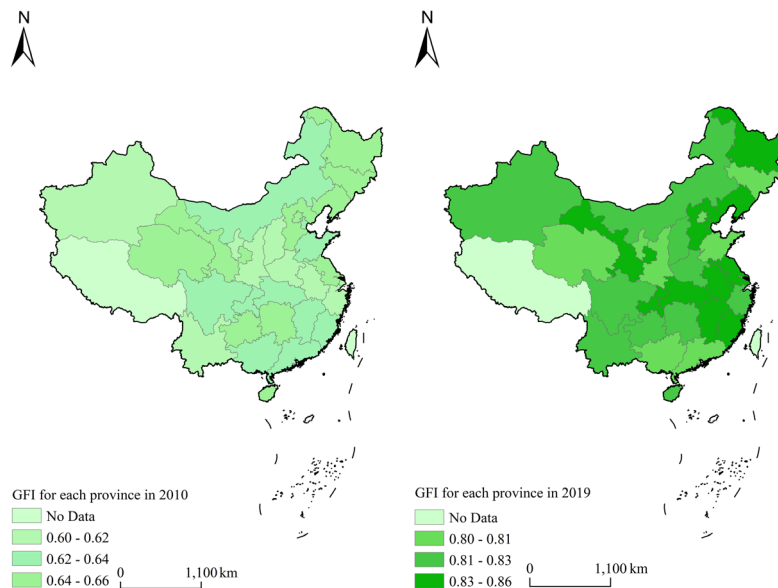 N
N
GFI for each province in 2010
No Data
0.60 - 0.62
0.62 - 0.64
0.64 - 0.66
0
1,100 km
GFI for each province in 2019
No Data
0.80 - 0.81
0.81 - 0.83
0.83 - 0.86
0
1,100 km